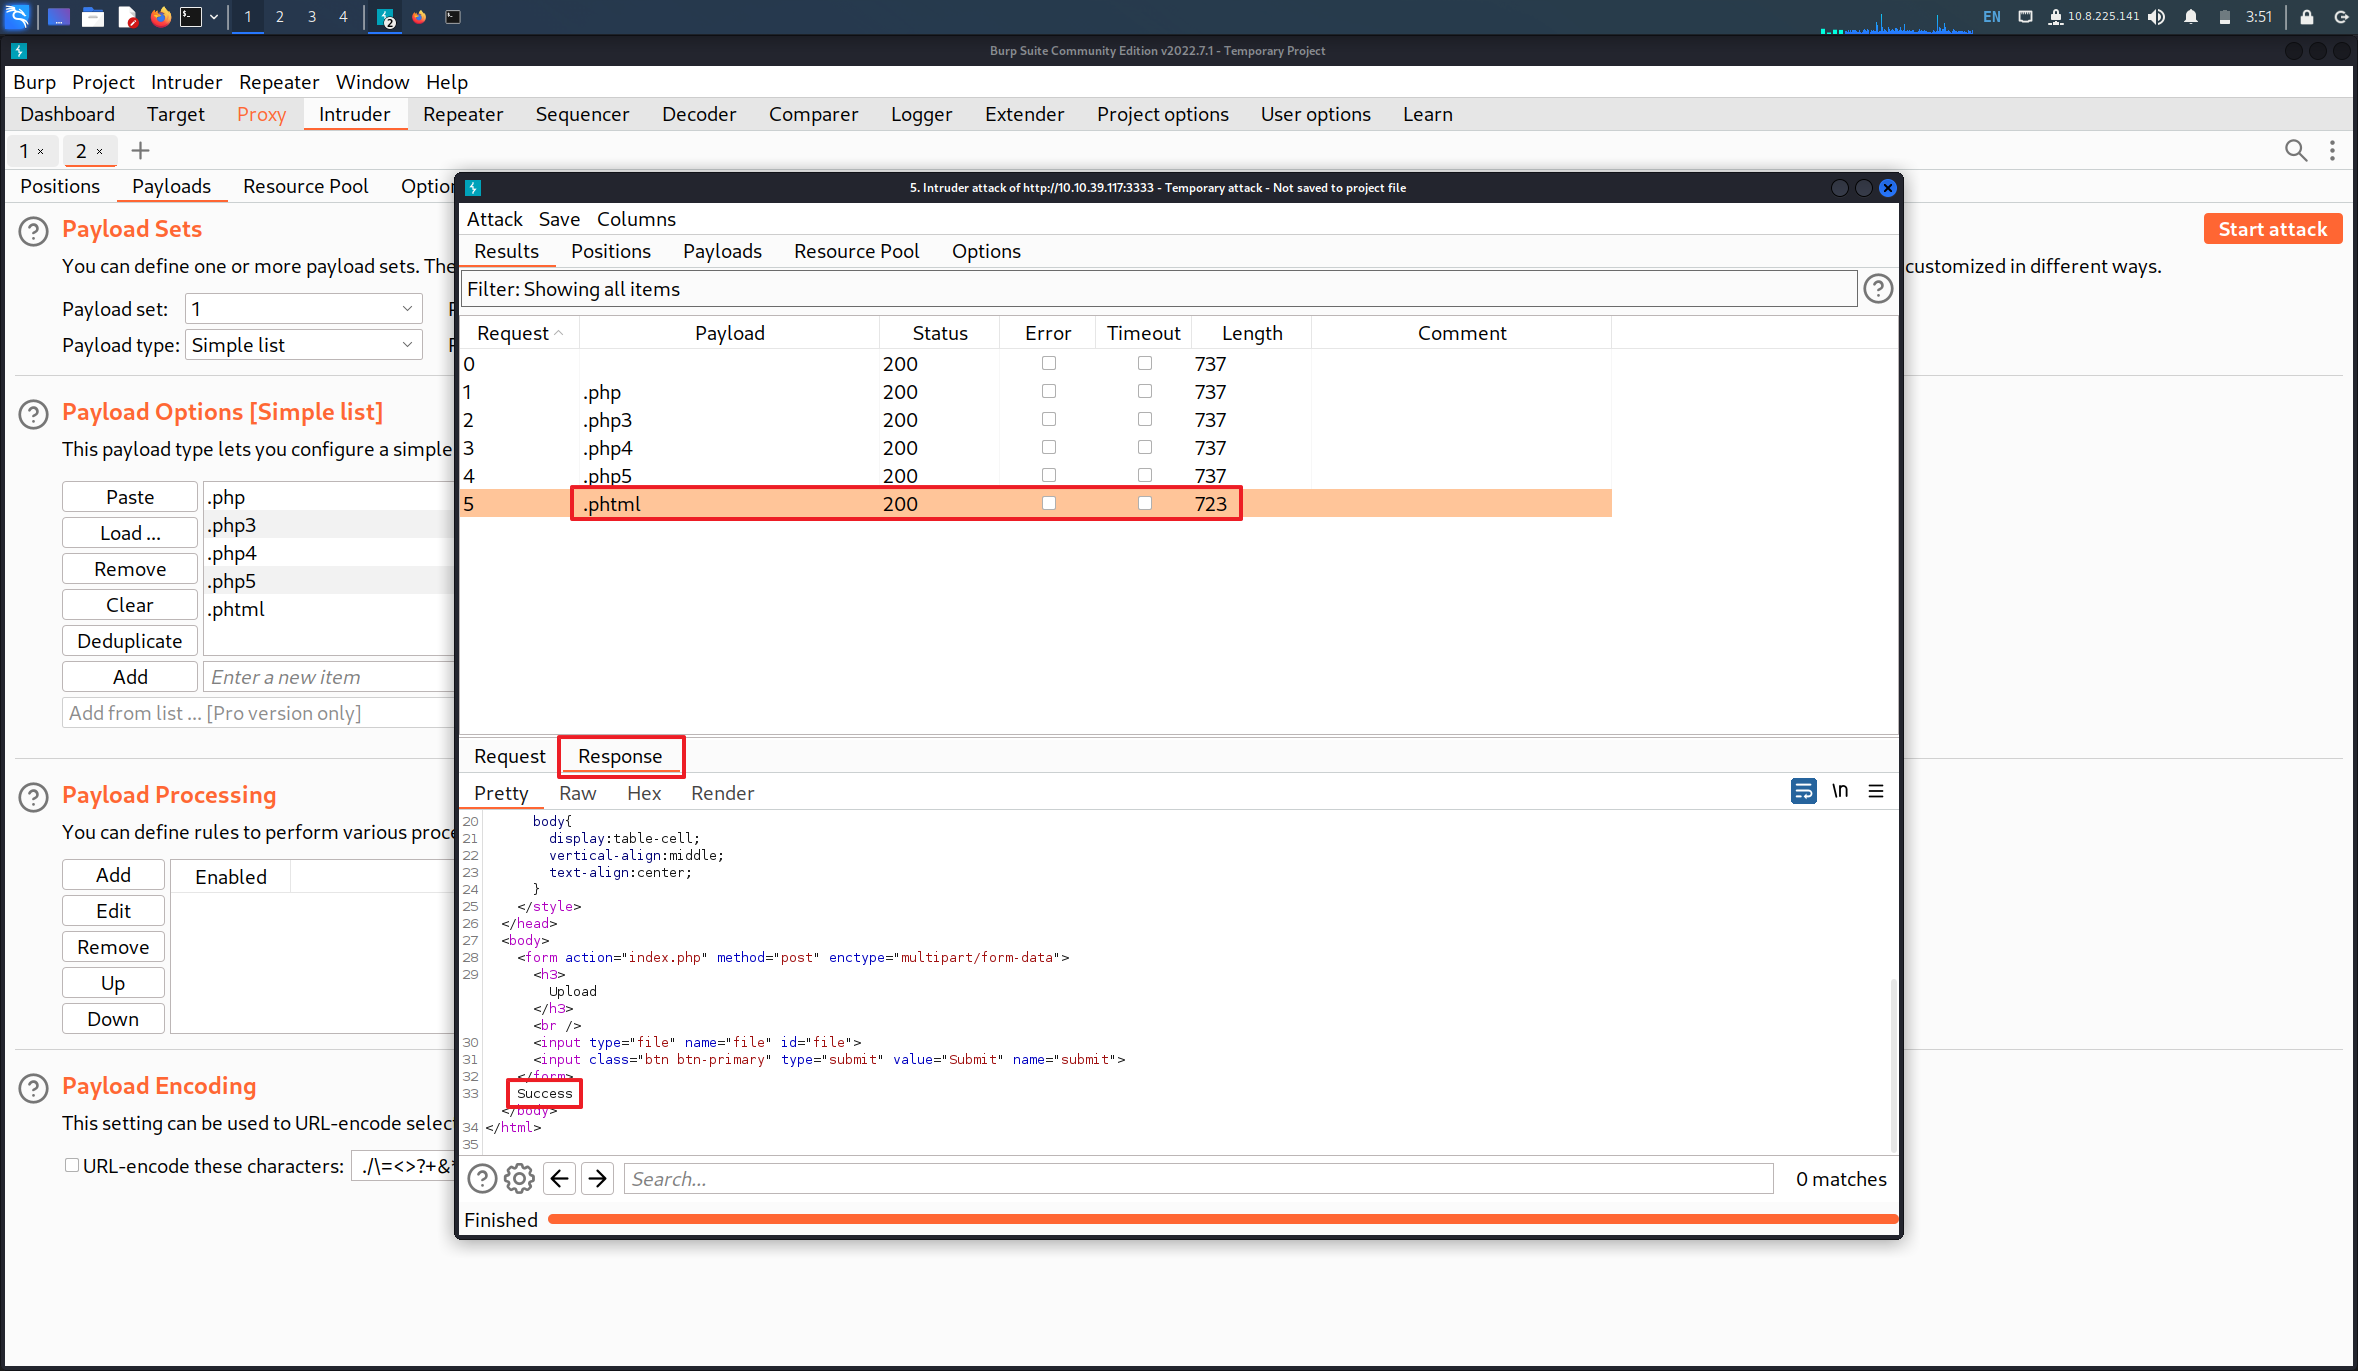 1 2 3 4 2 EN 10.8.225.141 3:51
Burp Suite Community Edition v2022.7.1 - Temporary Project
Burp Project Intruder Repeater Window Help
Dashboard Target Proxy Intruder Repeater Sequencer Decoder Comparer Logger Extender Project options User options Learn
1 × 2 × +
Positions Payloads Resource Pool Optio
Payload Sets
Start attack
You can define one or more payload sets. The
customized in different ways.
Payload set: 1
Payload type: Simple list
Payload Options [Simple list]
This payload type lets you configure a simple
Paste
Load ...
Remove
Clear
Deduplicate
Add
.php
.php3
.php4
.php5
.phtml
Enter a new item
Add from list ... [Pro version only]
Payload Processing
You can define rules to perform various proce
Add
Edit
Remove
Up
Down
Enabled
Payload Encoding
This setting can be used to URL-encode select
URL-encode these characters: ./\=<>?+&*
5. Intruder attack of http://10.10.39.117:3333 - Temporary attack - Not saved to project file
Attack Save Columns
Results Positions Payloads Resource Pool Options
Filter: Showing all items
?
Request Payload Status Error Timeout Length Comment
0 200 737
1 .php 200 737
2 .php3 200 737
3 .php4 200 737
4 .php5 200 737
5 .phtml 200 723
Request Response
Pretty Raw Hex Render \n
20 body{
21 display:table-cell;
22 vertical-align:middle;
23 text-align:center;
24 }
25 </style>
26 </head>
27 <body>
28 <form action="index.php" method="post" enctype="multipart/form-data">
29 <h3>
Upload
</h3>
<br />
30 <input type="file" name="file" id="file">
31 <input class="btn btn-primary" type="submit" value="Submit" name="submit">
32 </form>
33 Success
</body>
34 </html>
35
? Search... 0 matches
Finished